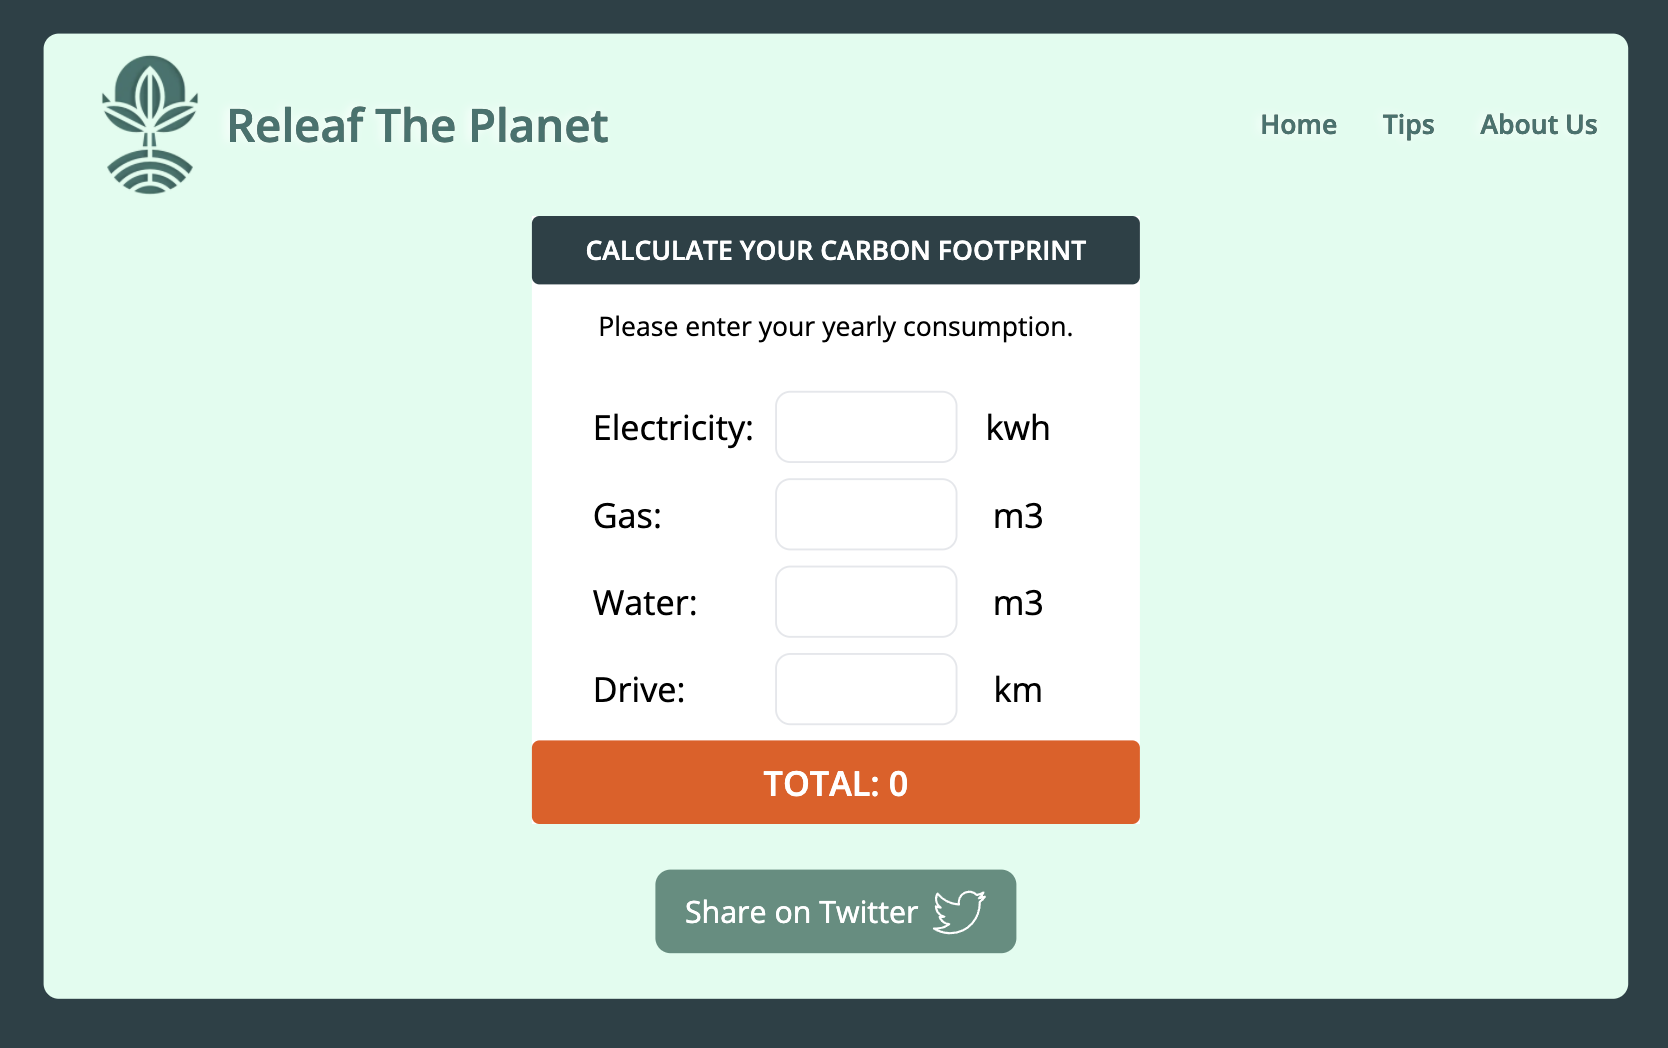 Releaf The Planet
Home Tips About Us
CALCULATE YOUR CARBON FOOTPRINT
Please enter your yearly consumption.
Electricity: kwh
Gas: m3
Water: m3
Drive: km
TOTAL: 0
Share on Twitter